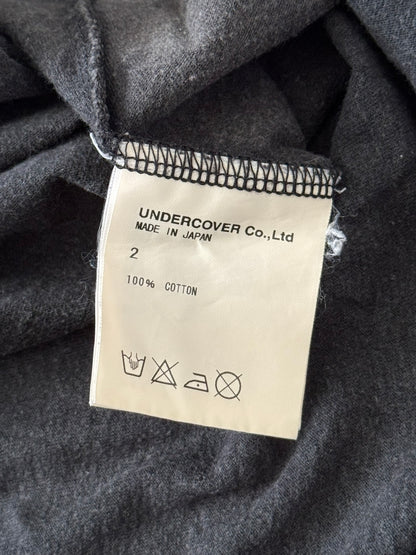 UNDERCOVER Co.,Ltd
MADE IN JAPAN
2
100% COTTON